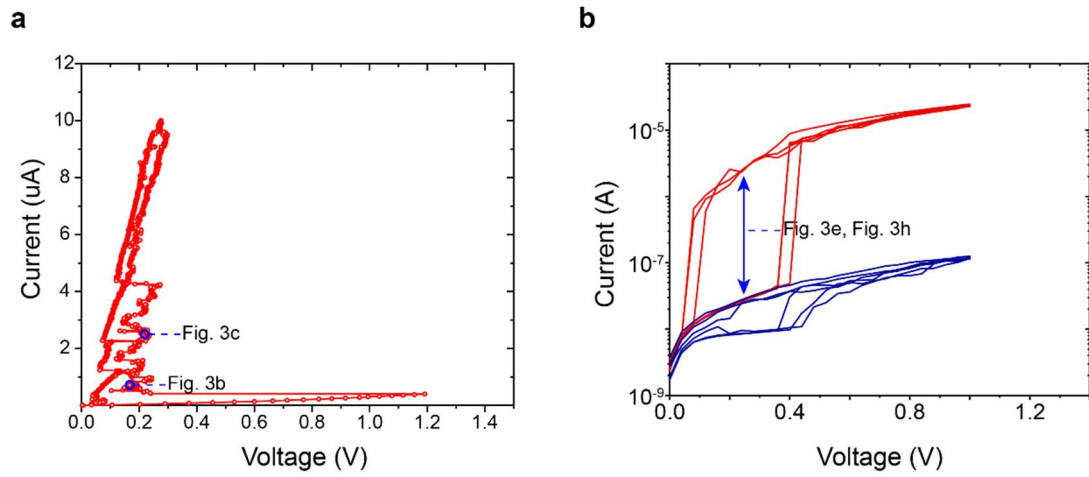 a
12
10
8
6
4
2
Current (uA)
Fig. 3c
Fig. 3b
0.0 0.2 0.4 0.6 0.8 1.0 1.2 1.4
Voltage (V)
b
10-5
10-7
10-9
Current (A)
Fig. 3e, Fig. 3h
0.0 0.4 0.8 1.2
Voltage (V)